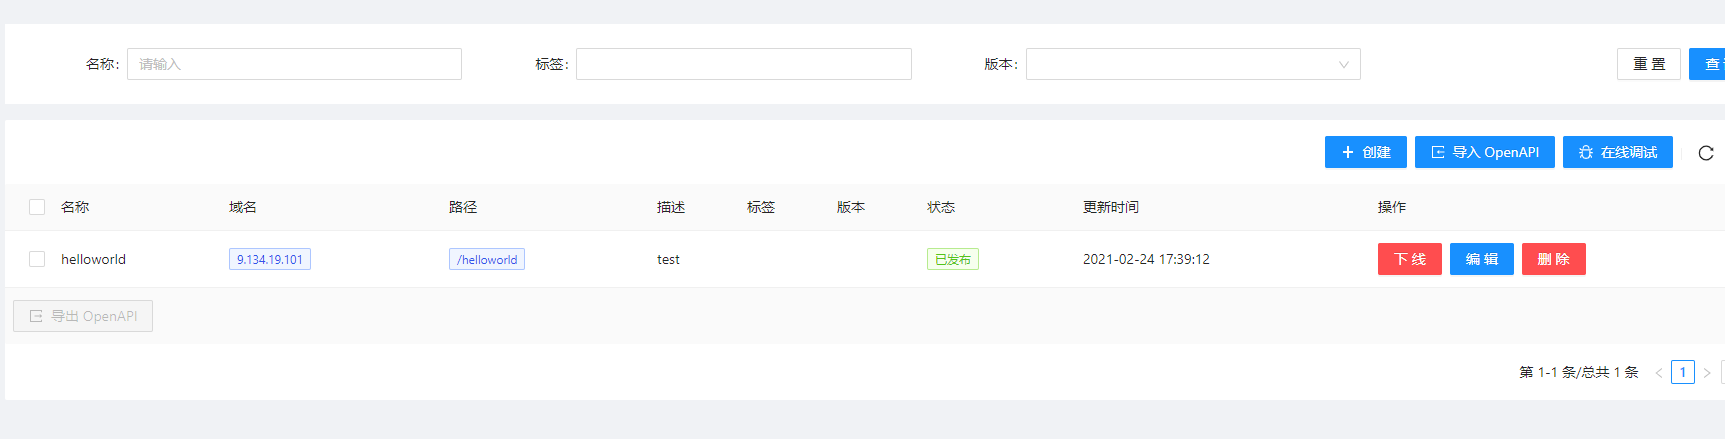 名称： 请输入 标签： 版本： 重 置 查
创建 导入 OpenAPI 在线调试
名称 域名 路径 描述 标签 版本 状态 更新时间 操作
helloworld 9.134.19.101 /helloworld test 已发布 2021-02-24 17:39:12 下 线 编 辑 删 除
导出 OpenAPI
第 1-1 条/总共 1 条 < 1 >